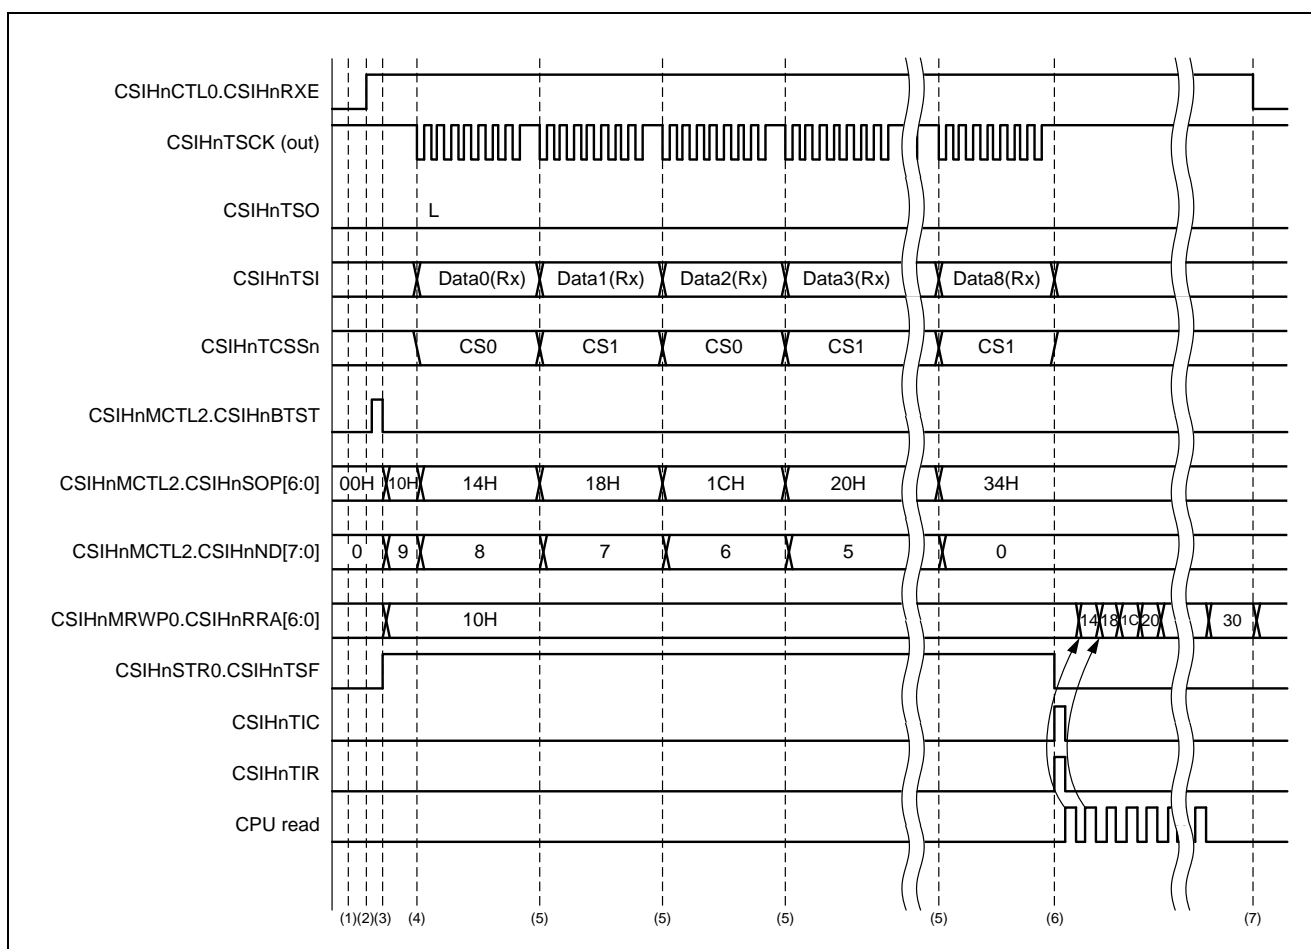 CSIHnCTL0.CSIHnRXE
CSIHnTSCK (out)
CSIHnTSO L
CSIHnTSI Data0(Rx) Data1(Rx) Data2(Rx) Data3(Rx) Data8(Rx)
CSIHnTCSSn CS0 CS1 CS0 CS1 CS1
CSIHnMCTL2.CSIHnBTST
CSIHnMCTL2.CSIHnSOP[6:0] 00H 10H 14H 18H 1CH 20H 34H
CSIHnMCTL2.CSIHnND[7:0] 0 9 8 7 6 5 0
CSIHnMRWP0.CSIHnRRA[6:0] 10H 14 18 1C 20 30
CSIHnSTR0.CSIHnTSF
CSIHnTIC
CSIHnTIR
CPU read
(1) (2) (3) (4) (5) (5) (5) (5) (6) (7)